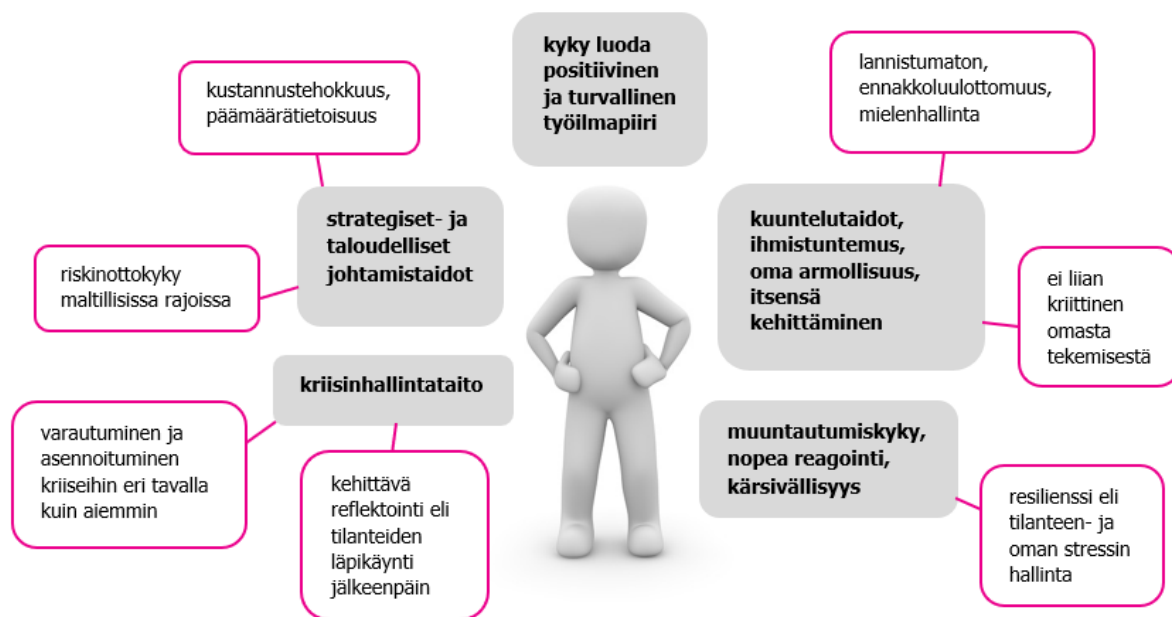 kyky luoda
positiivinen
ja turvallinen
työilmapiiri
kustannustehokkuus,
päämäärätietoisuus
lannistumaton,
ennakkoluulottomuus,
mielenhallinta
strategiset- ja
taloudelliset
johtamistaidot
kuuntelutaidot,
ihmistuntemus,
oma armollisuus,
itsensä
kehittäminen
riskinottokyky
maltillisissa rajoissa
ei liian
kriittinen
omasta
tekemisestä
kriisinhallintataito
muuntautumiskyky,
nopea reagointi,
kärsivällisyys
varautuminen ja
asennoituminen
kriiseihin eri tavalla
kuin aiemmin
kehittävä
reflektointi eli
tilanteiden
läpikäynti
jälkeenpäin
resilienssi eli
tilanteen- ja
oman stressin
hallinta